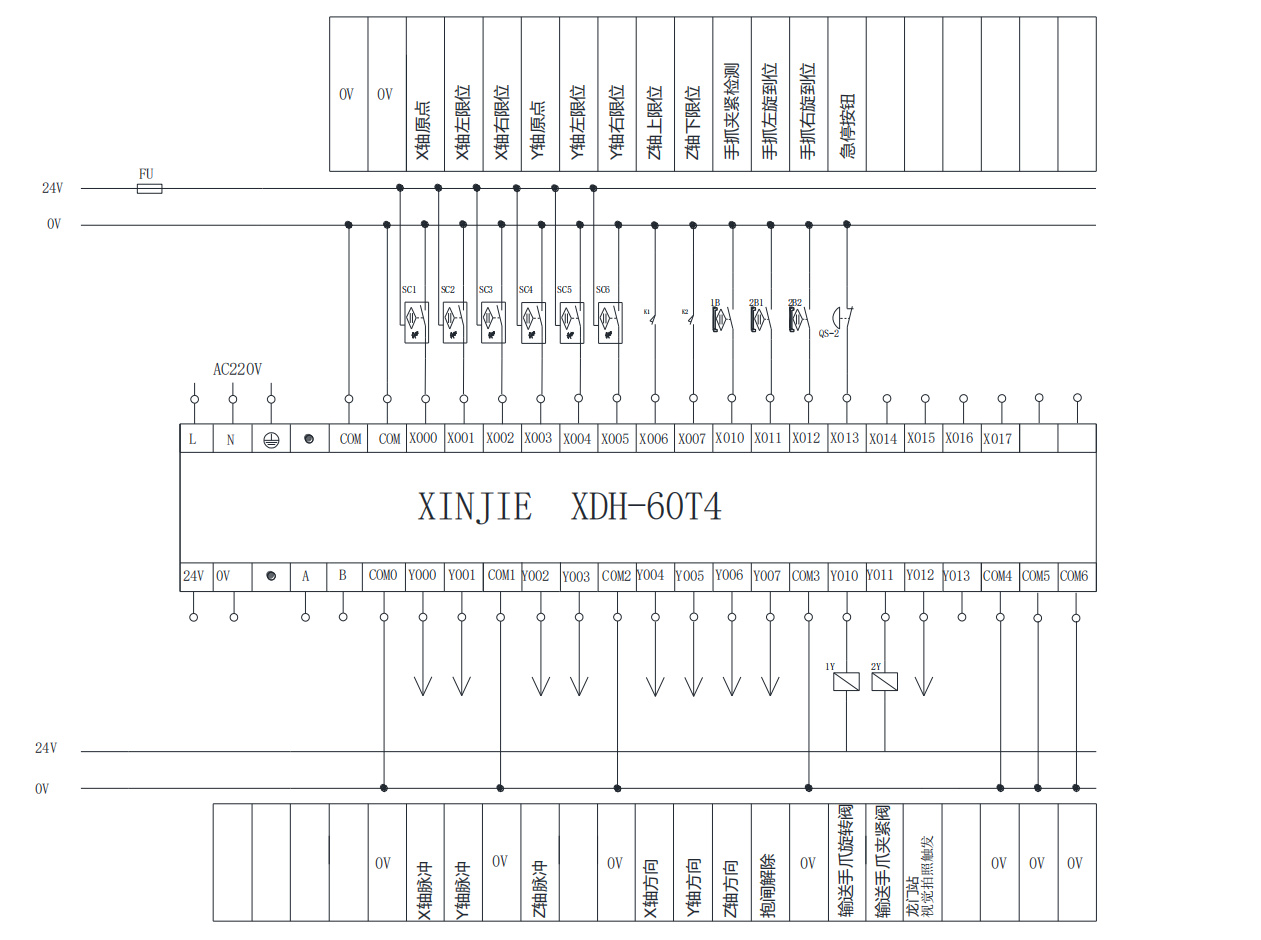 0V
0V
X轴原点
X轴左限位
X轴右限位
Y轴原点
Y轴左限位
Y轴右限位
Z轴上限位
Z轴下限位
手抓夹紧检测
手抓左旋到位
手抓右旋到位
急停按钮
FU
24V
0V
SC1
SC2
SC3
SC4
SC5
SC6
K1
K2
1B
2B1
2B2
QS-2
AC220V
L
N
COM
COM
X000
X001
X002
X003
X004
X005
X006
X007
X010
X011
X012
X013
X014
X015
X016
X017
XINJIE XDH-60T4
24V
0V
A
B
COM0
Y000
Y001
COM1
Y002
Y003
COM2
Y004
Y005
Y006
Y007
COM3
Y010
Y011
Y012
Y013
COM4
COM5
COM6
1Y
2Y
24V
0V
0V
X轴脉冲
Y轴脉冲
0V
Z轴脉冲
0V
X轴方向
Y轴方向
Z轴方向
抱闸解除
0V
输送手爪旋转阀
输送手爪夹紧阀
龙门站
视觉拍照触发
0V
0V
0V